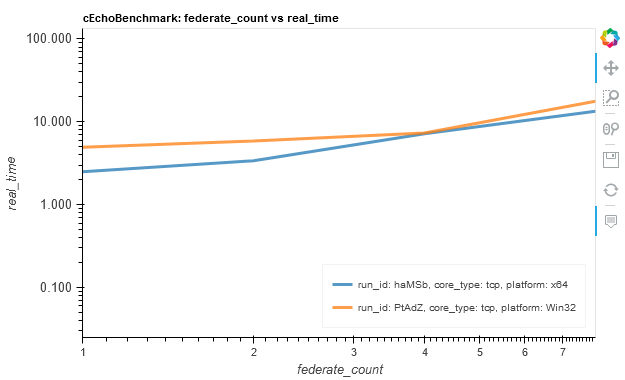 cEchoBenchmark: federate_count vs real_time
100.000
10.000
1.000
0.100
real_time
run_id: haMSb, core_type: tcp, platform: x64
run_id: PtAdZ, core_type: tcp, platform: Win32
1 2 3 4 5 6 7
federate_count